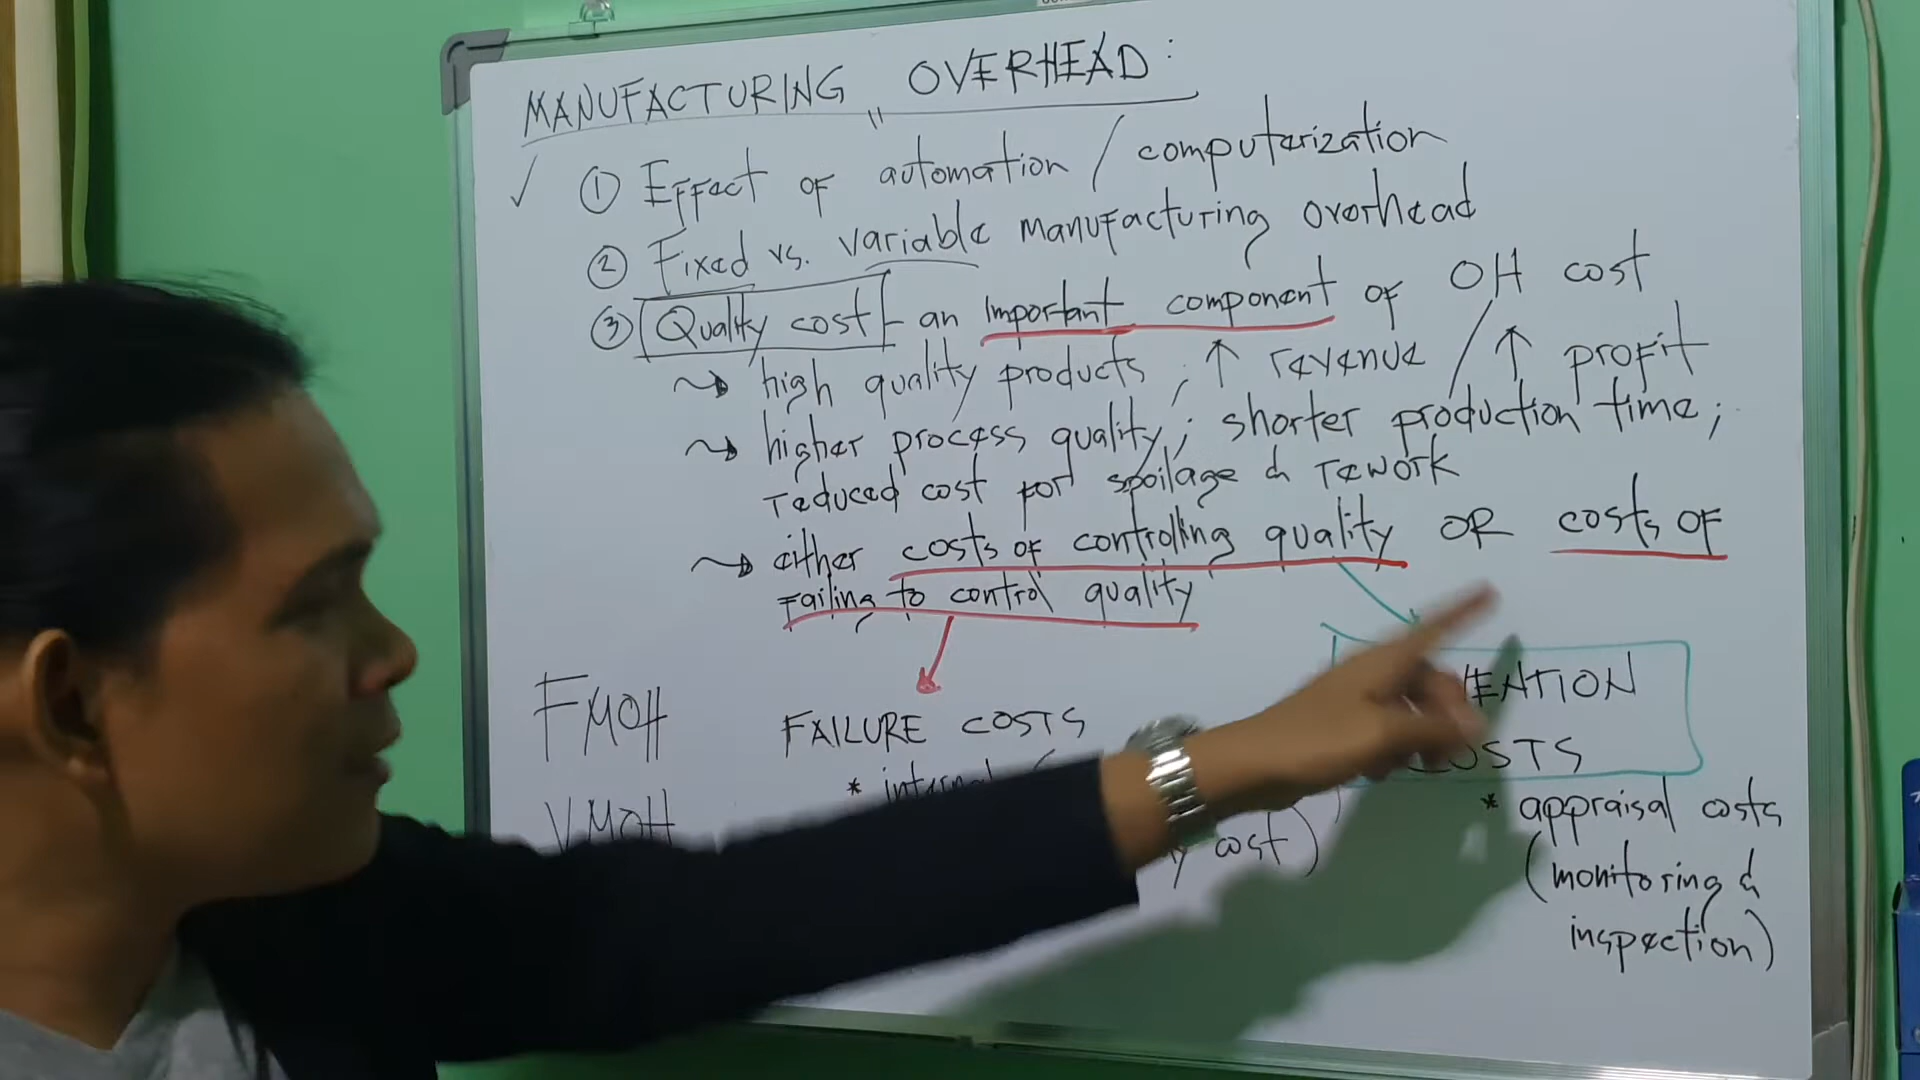 MANUFACTURING OVERHEAD:
✓ ① Effect of automation / computerization
② Fixed vs. variable manufacturing overhead
③ Quality cost - an important component of OH cost
↝ high quality products; ↑ revenue / ↑ profit
↝ higher process quality; shorter production time;
reduced cost for spoilage & rework
↝ either costs of controlling quality OR costs of
failing to control quality
FMOH
VMOH
FAILURE COSTS
* internal
cost)
COSTS
* appraisal costs
(monitoring &
inspection)